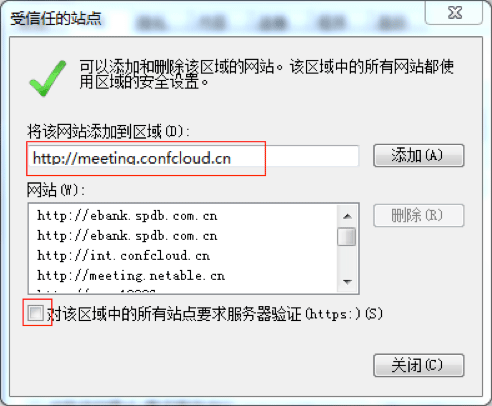 受信任的站点
可以添加和删除该区域的网站。该区域中的所有网站都使
用区域的安全设置。
将该网站添加到区域(D):
http://meeting.confcloud.cn
添加(A)
网站(W):
http://ebank.spdb.com.cn
http://ebank.spdb.com.cn
http://int.confcloud.cn
http://meeting.netable.cn
删除(R)
对该区域中的所有站点要求服务器验证(https:)(S)
关闭(C)